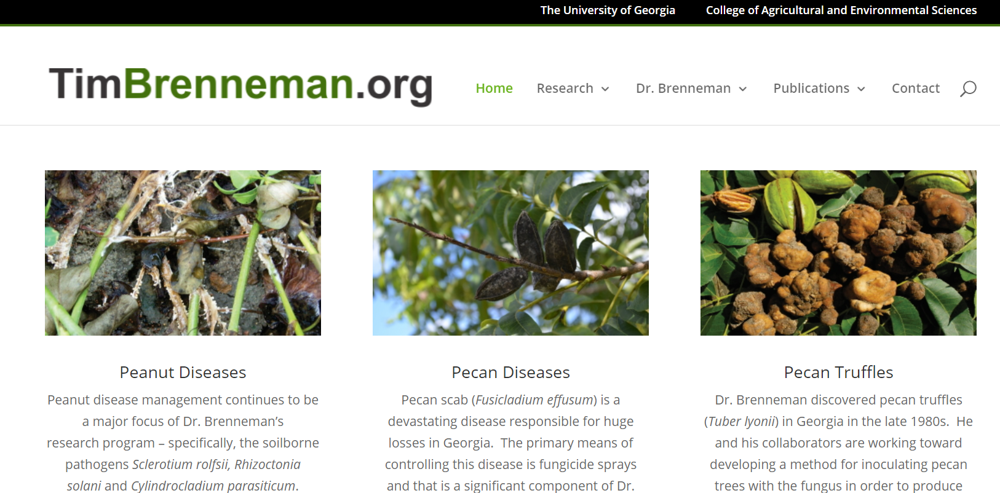 The University of Georgia
College of Agricultural and Environmental Sciences
TimBrenneman.org
Home
Research
Dr. Brenneman
Publications
Contact
Peanut Diseases
Peanut disease management continues to be
a major focus of Dr. Brenneman’s
research program – specifically, the soilborne
pathogens Sclerotium rolfsii, Rhizoctonia
solani and Cylindrocladium parasiticum.
Pecan Diseases
Pecan scab (Fusicladium effusum) is a
devastating disease responsible for huge
losses in Georgia.  The primary means of
controlling this disease is fungicide sprays
and that is a significant component of Dr.
Pecan Truffles
Dr. Brenneman discovered pecan truffles
(Tuber lyonii) in Georgia in the late 1980s.  He
and his collaborators are working toward
developing a method for inoculating pecan
trees with the fungus in order to produce